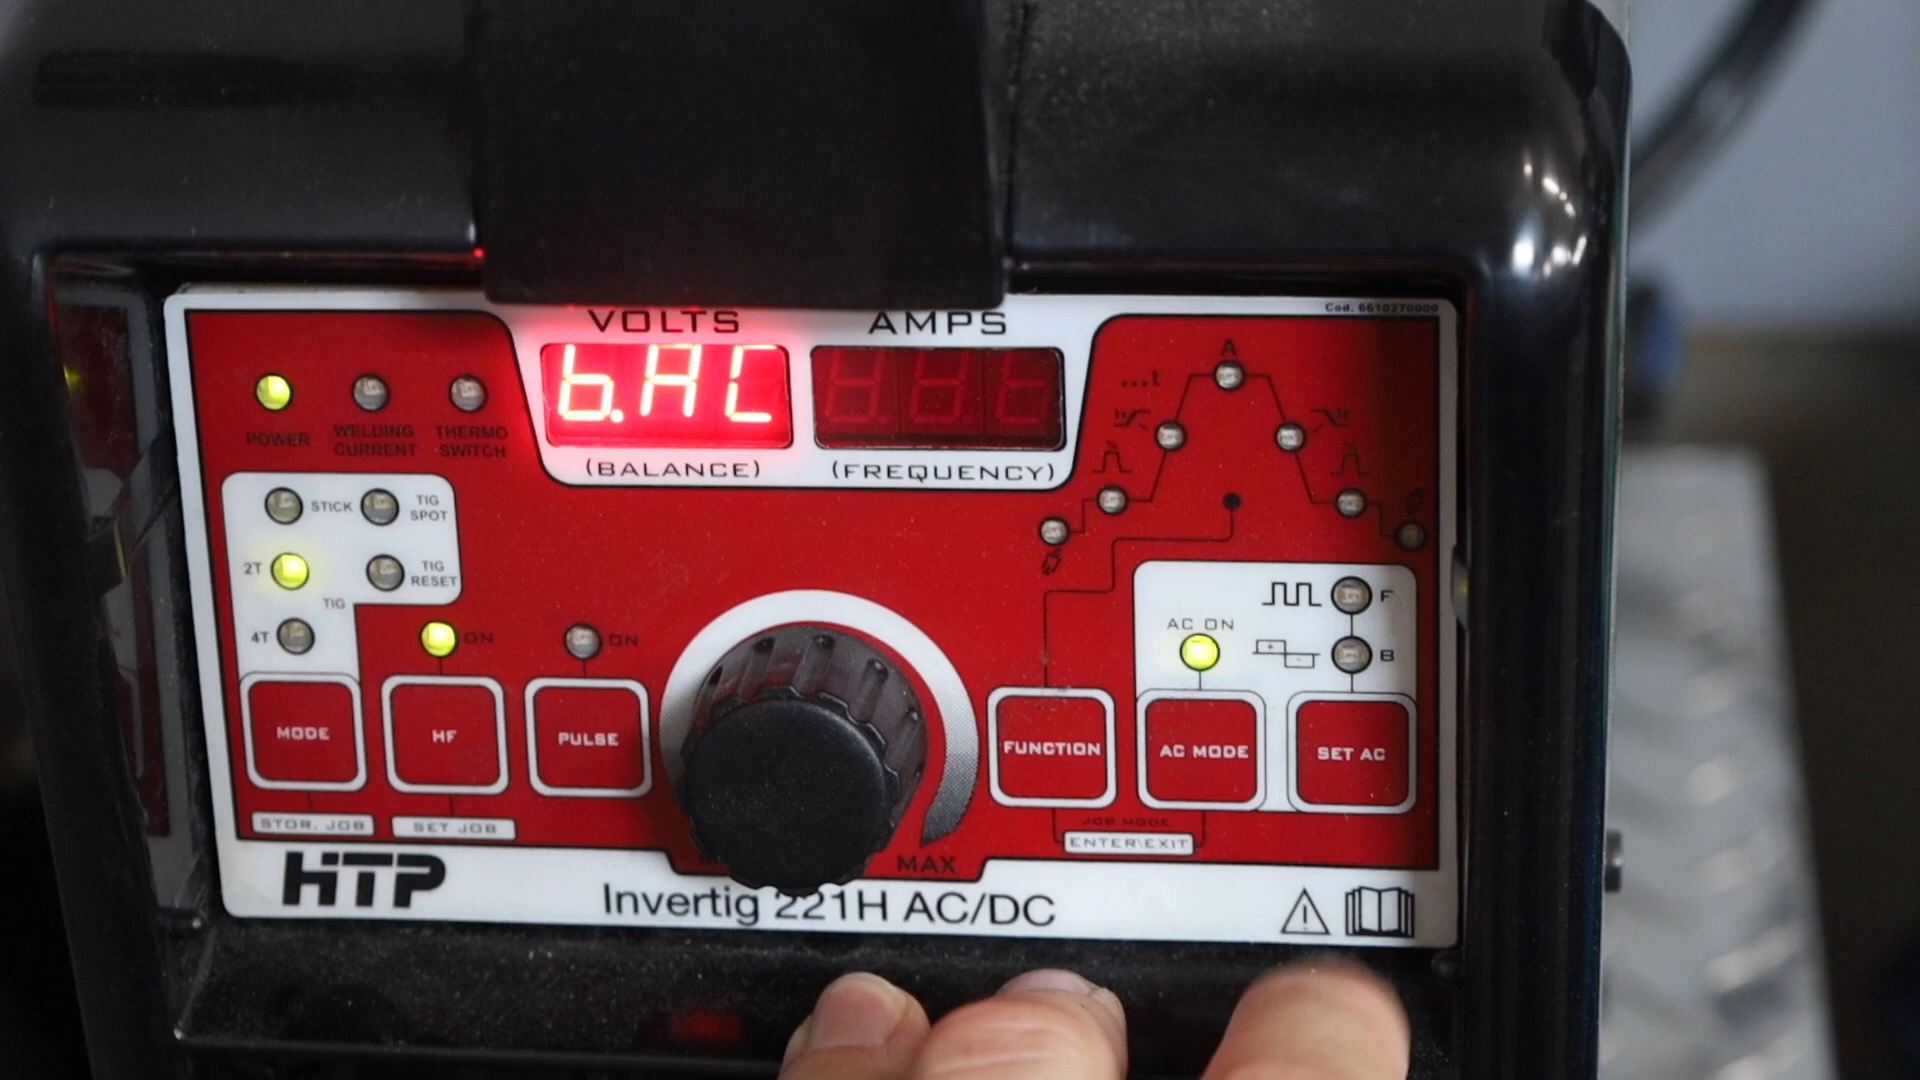 VOLTS AMPS
Cod. 6610270000
b.AL
(BALANCE) (FREQUENCY)
POWER
WELDING
CURRENT
THERMO
SWITCH
A
...t
STICK
TIG
SPOT
2T
TIG
RESET
TIG
4T
ON
ON
AC ON
F
B
MODE
HF
PULSE
FUNCTION
AC MODE
SET AC
STOR. JOB
SET JOB
JOB MODE
ENTER\EXIT
MAX
HTP
Invertig 221H AC/DC